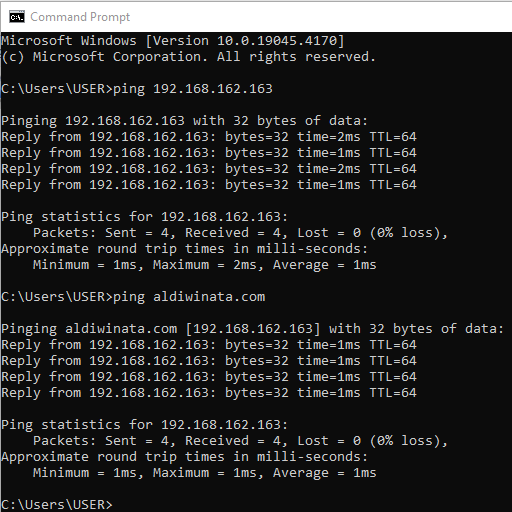 Command Prompt
Microsoft Windows [Version 10.0.19045.4170]
(c) Microsoft Corporation. All rights reserved.
C:\Users\USER>ping 192.168.162.163
Pinging 192.168.162.163 with 32 bytes of data:
Reply from 192.168.162.163: bytes=32 time=2ms TTL=64
Reply from 192.168.162.163: bytes=32 time=1ms TTL=64
Reply from 192.168.162.163: bytes=32 time=2ms TTL=64
Reply from 192.168.162.163: bytes=32 time=1ms TTL=64
Ping statistics for 192.168.162.163:
    Packets: Sent = 4, Received = 4, Lost = 0 (0% loss),
Approximate round trip times in milli-seconds:
    Minimum = 1ms, Maximum = 2ms, Average = 1ms
C:\Users\USER>ping aldiwinata.com
Pinging aldiwinata.com [192.168.162.163] with 32 bytes of data:
Reply from 192.168.162.163: bytes=32 time=1ms TTL=64
Reply from 192.168.162.163: bytes=32 time=1ms TTL=64
Reply from 192.168.162.163: bytes=32 time=1ms TTL=64
Reply from 192.168.162.163: bytes=32 time=1ms TTL=64
Ping statistics for 192.168.162.163:
    Packets: Sent = 4, Received = 4, Lost = 0 (0% loss),
Approximate round trip times in milli-seconds:
    Minimum = 1ms, Maximum = 1ms, Average = 1ms
C:\Users\USER>